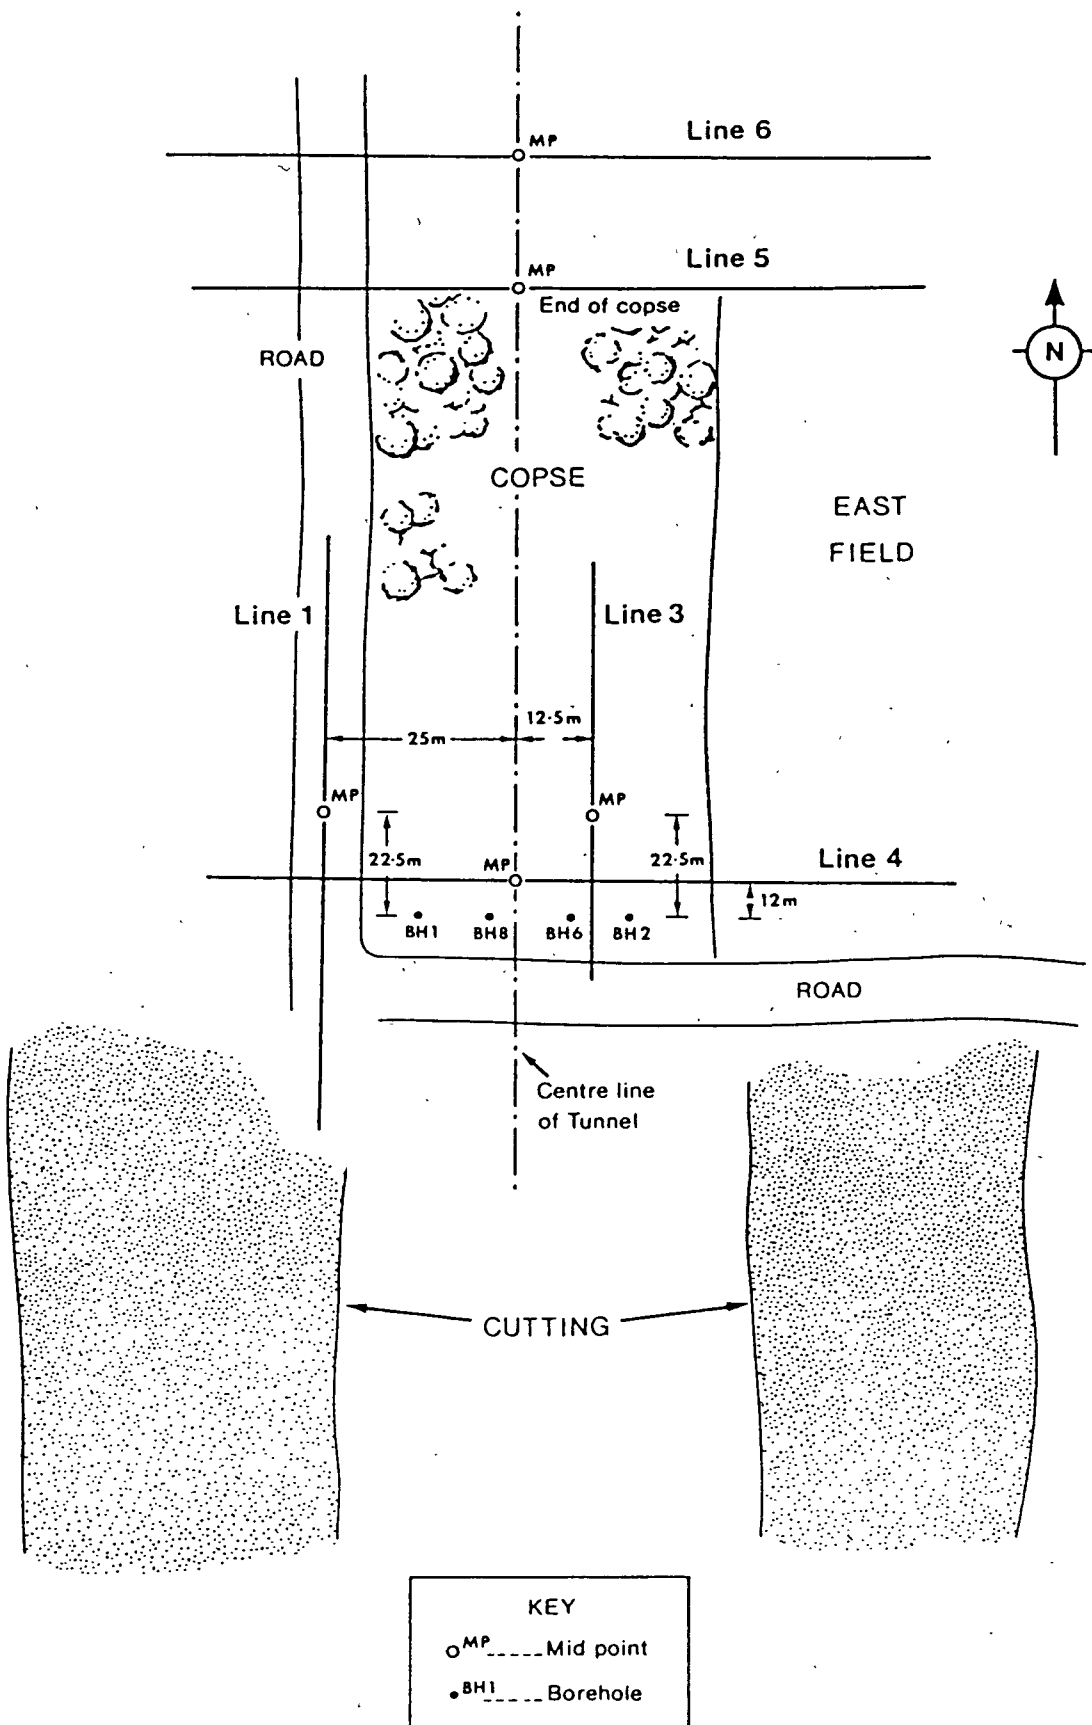 MP
Line 6
MP
Line 5
End of copse
ROAD
N
COPSE
EAST
FIELD
Line 1
Line 3
12·5m
25m
MP
MP
22·5m
MP
22·5m
Line 4
12m
BH1
BH8
BH6
BH2
ROAD
Centre line
of Tunnel
CUTTING
KEY
MP Mid point
BH1 Borehole